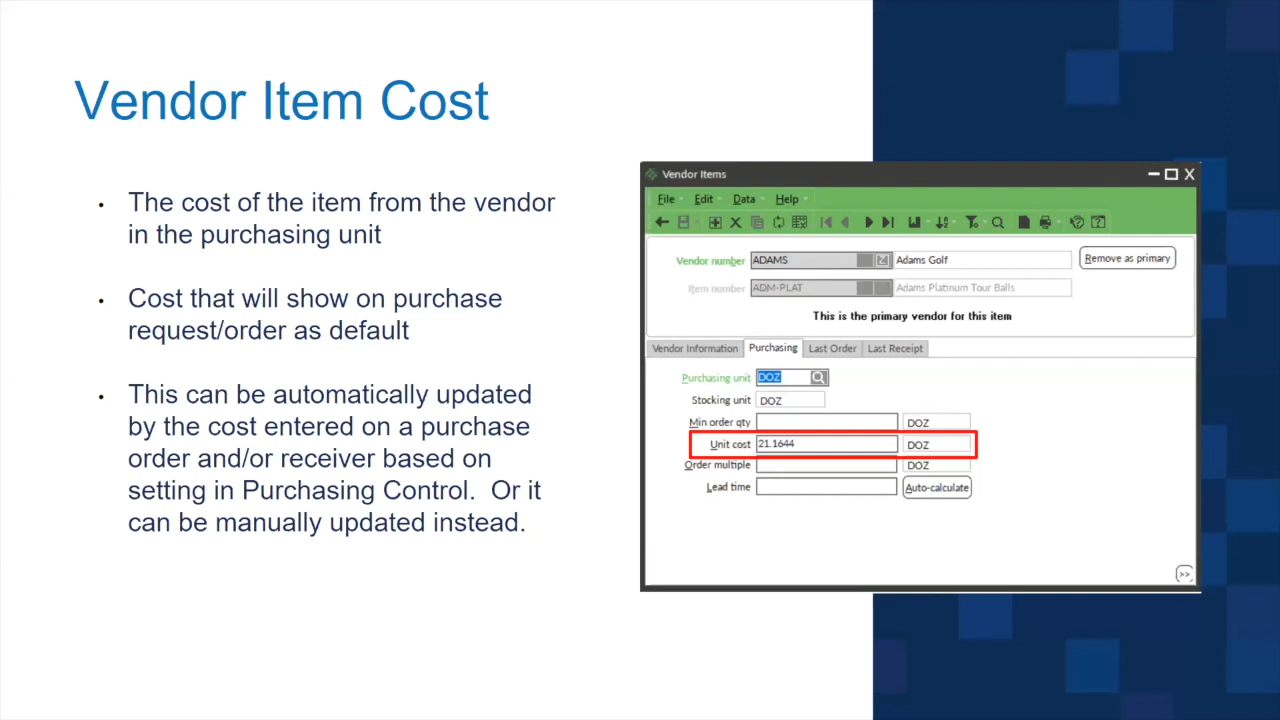 Vendor Item Cost
• The cost of the item from the vendor
in the purchasing unit
• Cost that will show on purchase
request/order as default
• This can be automatically updated
by the cost entered on a purchase
order and/or receiver based on
setting in Purchasing Control. Or it
can be manually updated instead.
Vendor Items
File Edit Data Help
Vendor number ADAMS Adams Golf Remove as primary
Item number ADM-PLAT Adams Platinum Tour Balls
This is the primary vendor for this item
Vendor Information Purchasing Last Order Last Receipt
Purchasing unit DOZ
Stocking unit DOZ
Min order qty DOZ
Unit cost 21.1644 DOZ
Order multiple DOZ
Lead time Auto-calculate
>>